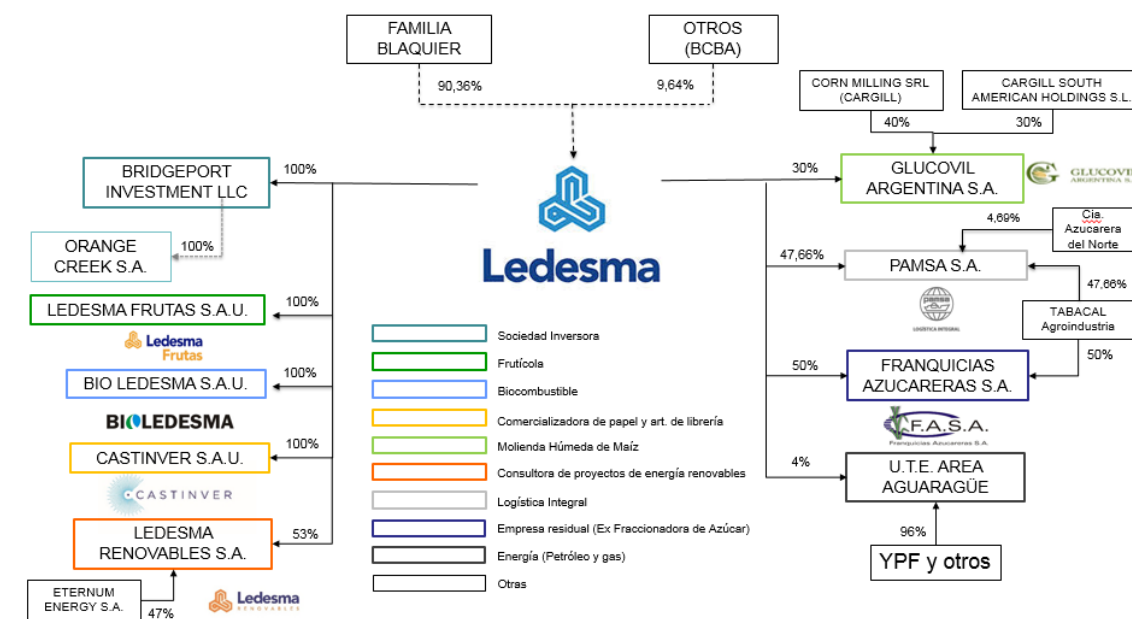 FAMILIA
BLAQUIER
OTROS
(BCBA)
90,36%
9,64%
CORN MILLING SRL
(CARGILL)
CARGILL SOUTH
AMERICAN HOLDINGS S.L.
40%
30%
BRIDGEPORT
INVESTMENT LLC
100%
30%
GLUCOVIL
ARGENTINA S.A.
GLUCOVIL
ARGENTINA S.A.
ORANGE
CREEK S.A.
100%
Ledesma
4,69%
Cia.
Azucarera
del Norte
47,66%
PAMSA S.A.
47,66%
pamsa
LOGÍSTICA INTEGRAL
TABACAL
Agroindustria
LEDESMA FRUTAS S.A.U.
100%
Ledesma
Frutas
BIO LEDESMA S.A.U.
100%
BIOLEDESMA
CASTINVER S.A.U.
100%
CASTINVER
LEDESMA
RENOVABLES S.A.
53%
ETERNUM
ENERGY S.A.
47%
Ledesma
RENOVABLES
Sociedad Inversora
Frutícola
Biocombustible
Comercializadora de papel y art. de librería
Molienda Húmeda de Maíz
Consultora de proyectos de energía renovables
Logística Integral
Empresa residual (Ex Fraccionadora de Azúcar)
Energía (Petróleo y gas)
Otras
50%
FRANQUICIAS
AZUCARERAS S.A.
50%
F.A.S.A.
Franquicias Azucareras S.A.
4%
U.T.E. AREA
AGUARAGÜE
96%
YPF y otros